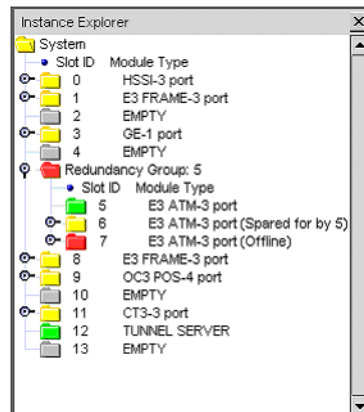 Instance Explorer
System
Slot ID Module Type
0 HSSI-3 port
1 E3 FRAME-3 port
2 EMPTY
3 GE-1 port
4 EMPTY
Redundancy Group: 5
Slot ID Module Type
5 E3 ATM-3 port
6 E3 ATM-3 port (Spared for by 5)
7 E3 ATM-3 port (Offline)
8 E3 FRAME-3 port
9 OC3 POS-4 port
10 EMPTY
11 CT3-3 port
12 TUNNEL SERVER
13 EMPTY